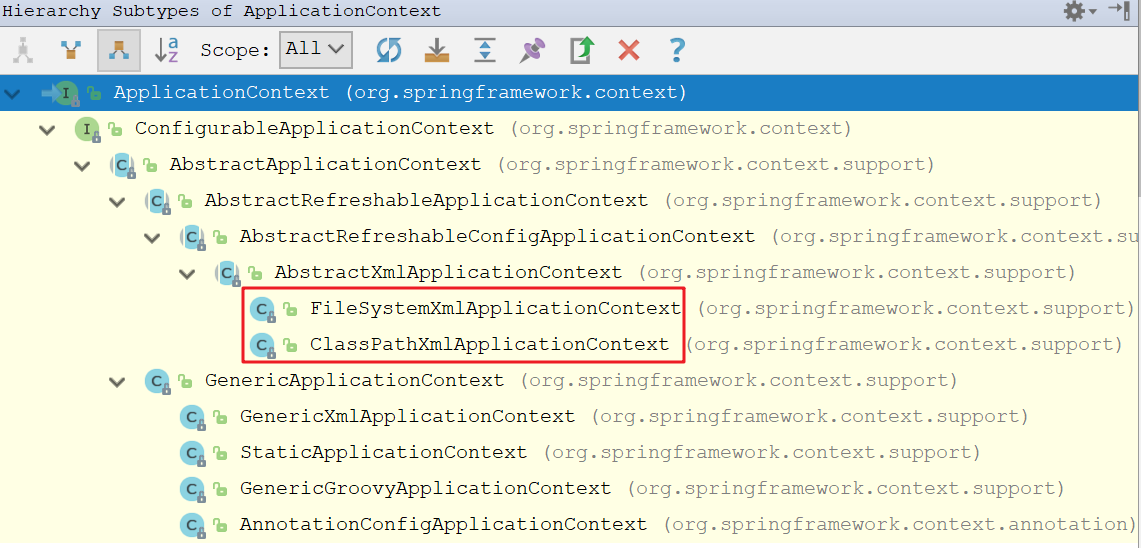 Hierarchy Subtypes of ApplicationContext
Scope: All
ApplicationContext (org.springframework.context)
ConfigurableApplicationContext (org.springframework.context)
AbstractApplicationContext (org.springframework.context.support)
AbstractRefreshableApplicationContext (org.springframework.context.support)
AbstractRefreshableConfigApplicationContext (org.springframework.context.su
AbstractXmlApplicationContext (org.springframework.context.support)
FileSystemXmlApplicationContext (org.springframework.context.support)
ClassPathXmlApplicationContext (org.springframework.context.support)
GenericApplicationContext (org.springframework.context.support)
GenericXmlApplicationContext (org.springframework.context.support)
StaticApplicationContext (org.springframework.context.support)
GenericGroovyApplicationContext (org.springframework.context.support)
AnnotationConfigApplicationContext (org.springframework.context.annotation)